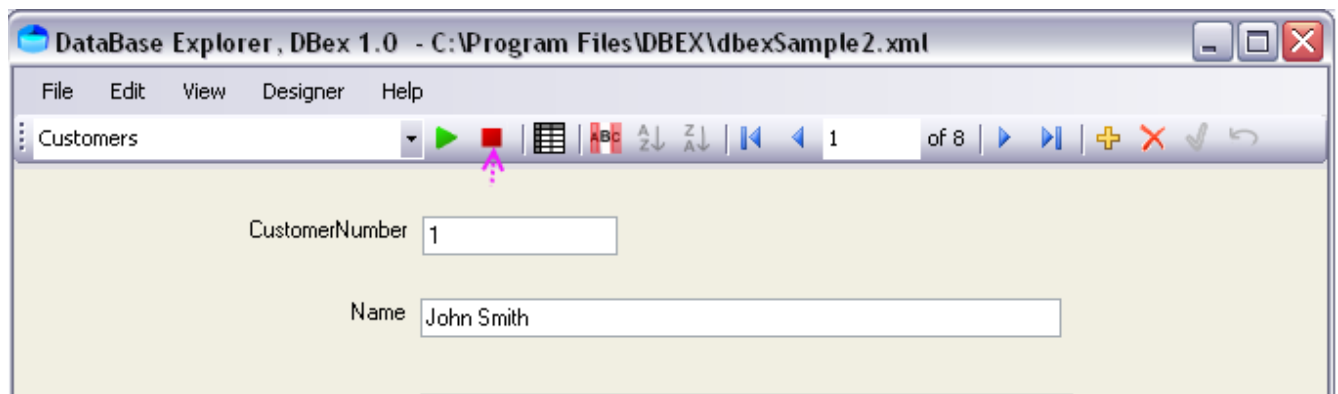 DataBase Explorer, DBex 1.0 - C:\Program Files\DBEX\dbexSample2.xml
File Edit View Designer Help
Customers ABC A Z Z A 1 of 8
CustomerNumber 1
Name John Smith